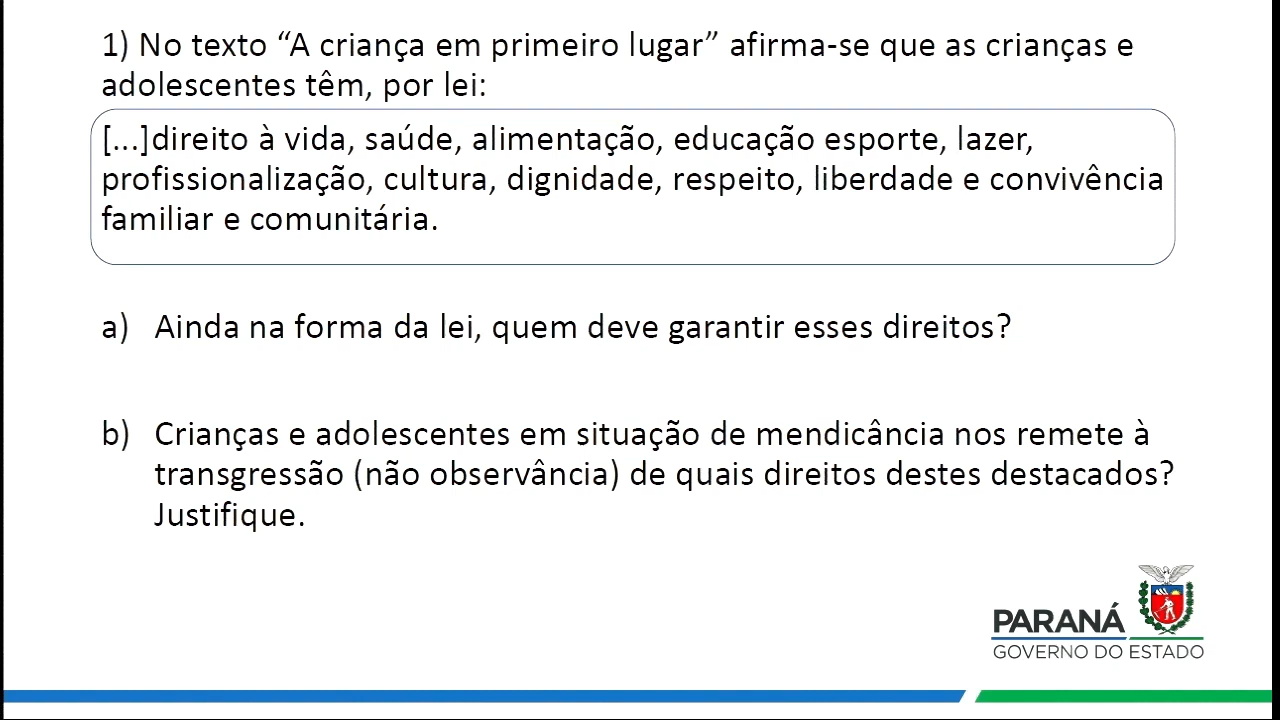 1) No texto “A criança em primeiro lugar” afirma-se que as crianças e
adolescentes têm, por lei:
[...]direito à vida, saúde, alimentação, educação esporte, lazer,
profissionalização, cultura, dignidade, respeito, liberdade e convivência
familiar e comunitária.
a) Ainda na forma da lei, quem deve garantir esses direitos?
b) Crianças e adolescentes em situação de mendicância nos remete à
transgressão (não observância) de quais direitos destes destacados?
Justifique.
PARANÁ
GOVERNO DO ESTADO